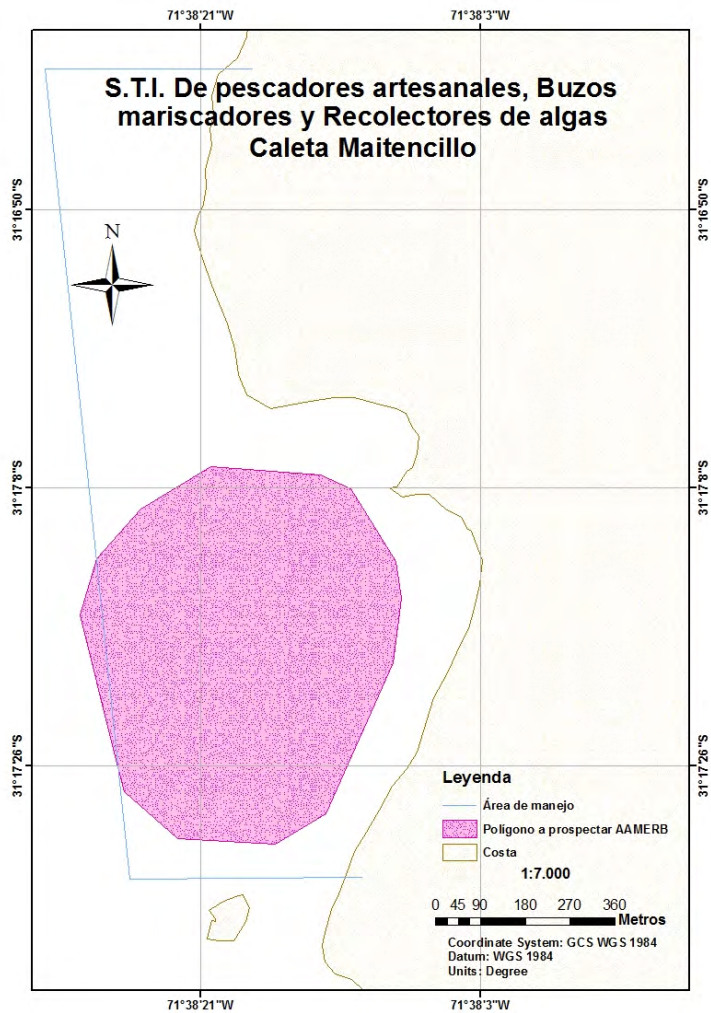 71°38'21"W
71°38'3"W
S.T.I. De pescadores artesanales, Buzos
mariscadores y Recolectores de algas
Caleta Maitencillo
31°16'50"S
31°16'50"S
N
31°17'8"S
31°17'8"S
31°17'26"S
31°17'26"S
Leyenda
Área de manejo
Polígono a prospectar AAMERB
Costa
1:7.000
0 45 90 180 270 360
Metros
Coordinate System: GCS WGS 1984
Datum: WGS 1984
Units: Degree
71°38'21"W
71°38'3"W